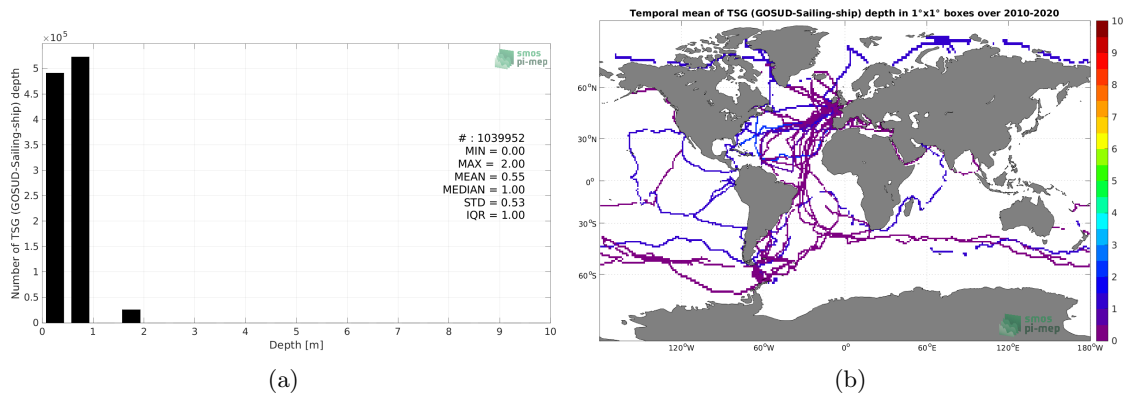 ×10⁵
5
4.5
4
3.5
3
2.5
2
1.5
1
0.5
0
Number of TSG (GOSUD-Sailing-ship) depth
smos
pi-mep
# : 1039952
MIN = 0.00
MAX = 2.00
MEAN = 0.55
MEDIAN = 1.00
STD = 0.53
IQR = 1.00
0 1 2 3 4 5 6 7 8 9 10
Depth [m]
(a)
Temporal mean of TSG (GOSUD-Sailing-ship) depth in 1°x1° boxes over 2010-2020
60°N
30°N
0°
30°S
60°S
120°W 60°W 0° 60°E 120°E 180°W
smos
pi-mep
10
9
8
7
6
5
4
3
2
1
0
(b)